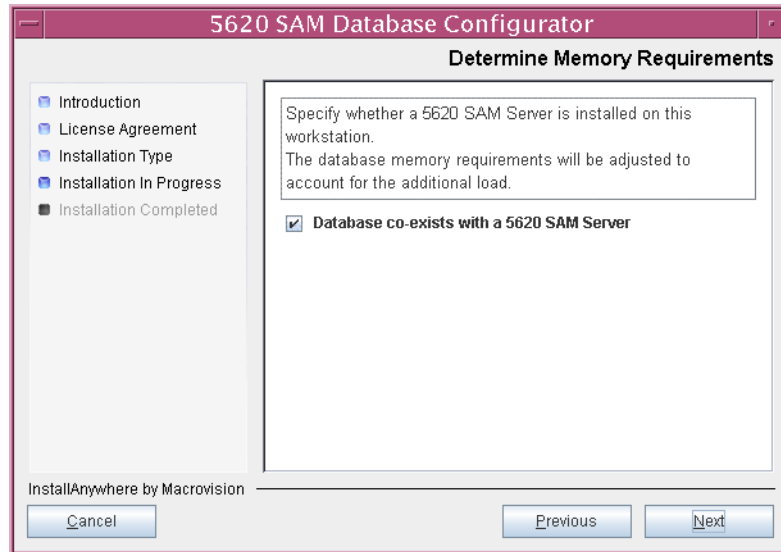 5620 SAM Database Configurator
Determine Memory Requirements
Introduction
License Agreement
Installation Type
Installation In Progress
Installation Completed
Specify whether a 5620 SAM Server is installed on this
workstation.
The database memory requirements will be adjusted to
account for the additional load.
Database co-exists with a 5620 SAM Server
InstallAnywhere by Macrovision
Cancel
Previous
Next